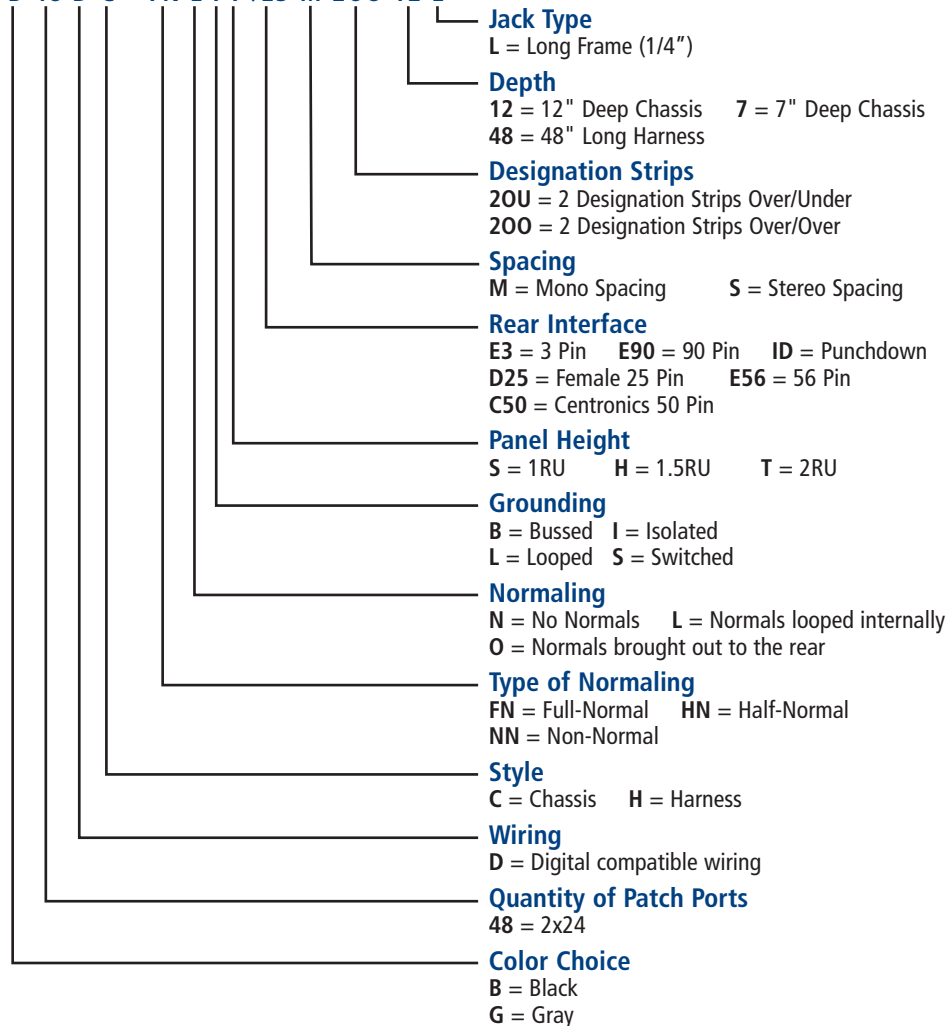 Jack Type
L = Long Frame (1/4”)
Depth
12 = 12" Deep Chassis 7 = 7" Deep Chassis
48 = 48" Long Harness
Designation Strips
2OU = 2 Designation Strips Over/Under
2OO = 2 Designation Strips Over/Over
Spacing
M = Mono Spacing S = Stereo Spacing
Rear Interface
E3 = 3 Pin E90 = 90 Pin ID = Punchdown
D25 = Female 25 Pin E56 = 56 Pin
C50 = Centronics 50 Pin
Panel Height
S = 1RU H = 1.5RU T = 2RU
Grounding
B = Bussed I = Isolated
L = Looped S = Switched
Normaling
N = No Normals L = Normals looped internally
O = Normals brought out to the rear
Type of Normaling
FN = Full-Normal HN = Half-Normal
NN = Non-Normal
Style
C = Chassis H = Harness
Wiring
D = Digital compatible wiring
Quantity of Patch Ports
48 = 2x24
Color Choice
B = Black
G = Gray